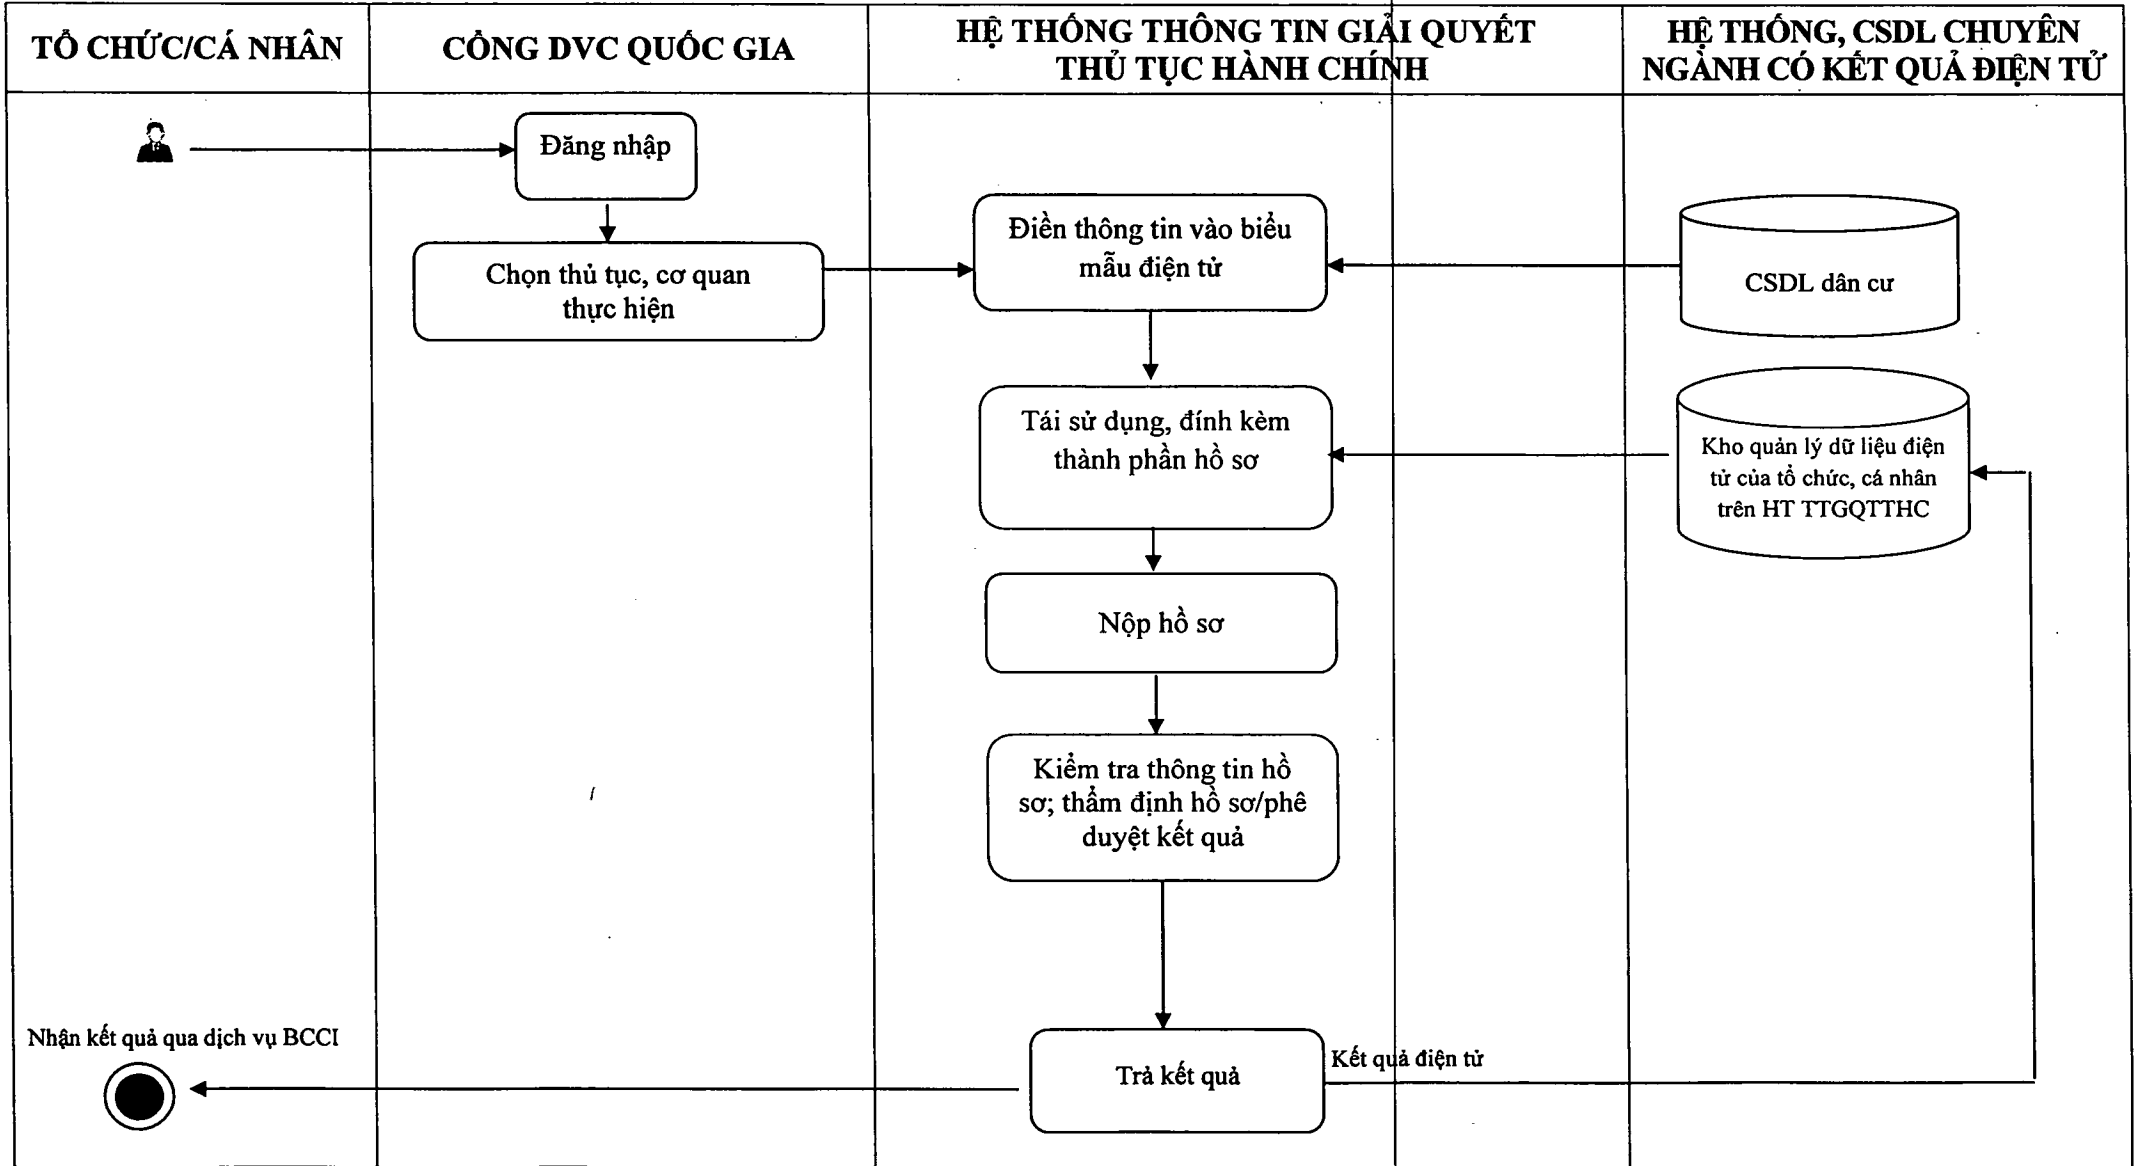 TỔ CHỨC/CÁ NHÂN
CỔNG DVC QUỐC GIA
HỆ THỐNG THÔNG TIN GIẢI QUYẾT
THỦ TỤC HÀNH CHÍNH
HỆ THỐNG, CSDL CHUYÊN
NGÀNH CÓ KẾT QUẢ ĐIỆN TỬ
Đăng nhập
Chọn thủ tục, cơ quan
thực hiện
Điền thông tin vào biểu
mẫu điện tử
CSDL dân cư
Tái sử dụng, đính kèm
thành phần hồ sơ
Kho quản lý dữ liệu điện
tử của tổ chức, cá nhân
trên HT TTGQTTHC
Nộp hồ sơ
Kiểm tra thông tin hồ
sơ; thẩm định hồ sơ/phê
duyệt kết quả
Nhận kết quả qua dịch vụ BCCI
Trả kết quả
Kết quả điện tử